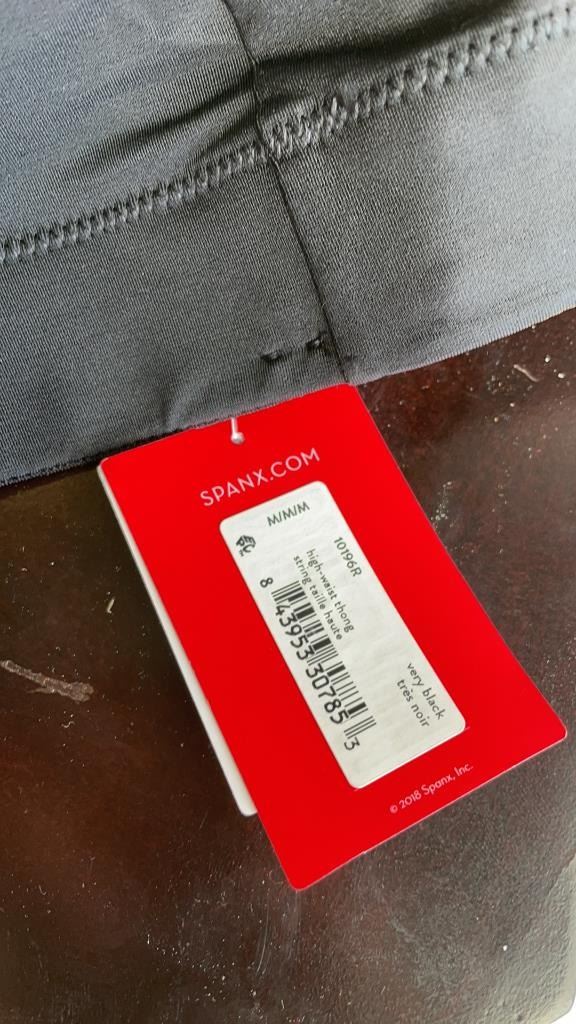 SPANX.COM
M/M/M
10196R
high-waist thong
string taille haute
8 43953 30785 3
very black
très noir
© 2018 Spanx, Inc.